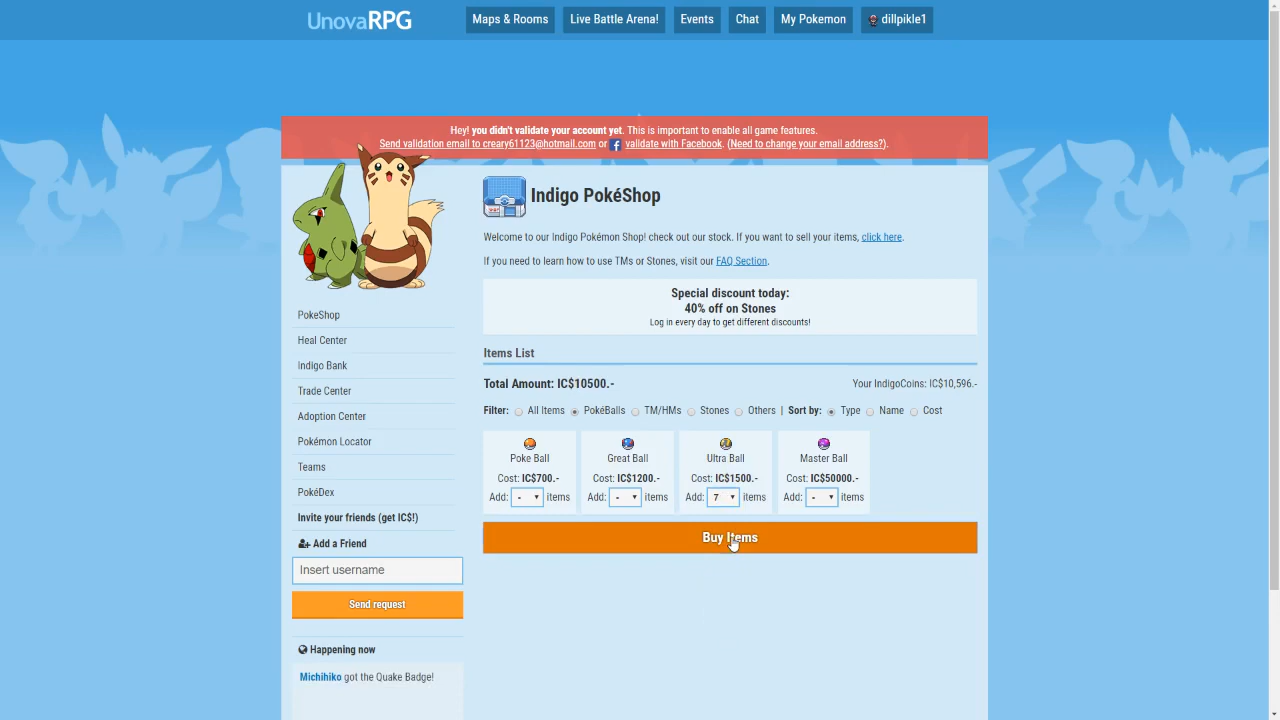 UnovaRPG
Maps & Rooms Live Battle Arena! Events Chat My Pokemon dillpikle1
Hey! you didn't validate your account yet. This is important to enable all game features.
Send validation email to creary61123@hotmail.com or f validate with Facebook. (Need to change your email address?).
Indigo PokéShop
Welcome to our Indigo Pokémon Shop! check out our stock. If you want to sell your items, click here.
If you need to learn how to use TMs or Stones, visit our FAQ Section.
Special discount today:
40% off on Stones
Log in every day to get different discounts!
Items List
Total Amount: IC$10500.- Your IndigoCoins: IC$10,596.-
Filter: All Items PokéBalls TM/HMs Stones Others | Sort by: Type Name Cost
Poke Ball Great Ball Ultra Ball Master Ball
Cost: IC$700.- Cost: IC$1200.- Cost: IC$1500.- Cost: IC$50000.-
Add: - items Add: - items Add: 7 items Add: - items
Buy Items
PokeShop
Heal Center
Indigo Bank
Trade Center
Adoption Center
Pokémon Locator
Teams
PokéDex
Invite your friends (get IC$!)
Add a Friend
Insert username
Send request
Happening now
Michihiko got the Quake Badge!